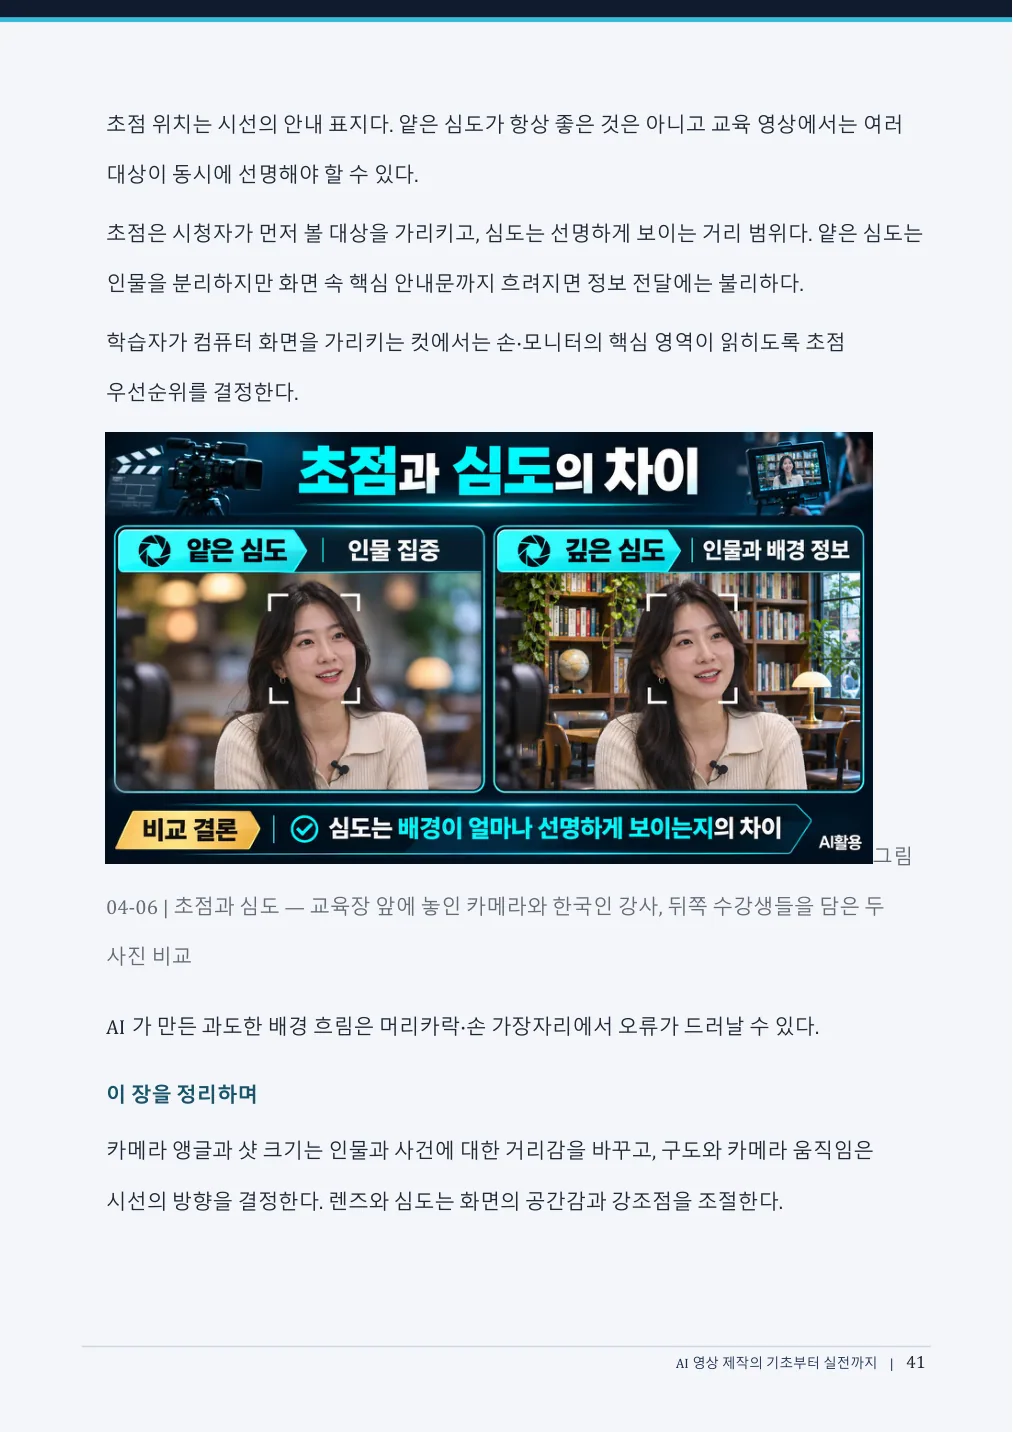 초점 위치는 시선의 안내 표지다. 얕은 심도가 항상 좋은 것은 아니고 교육 영상에서는 여러
대상이 동시에 선명해야 할 수 있다.
초점은 시청자가 먼저 볼 대상을 가리키고, 심도는 선명하게 보이는 거리 범위다. 얕은 심도는
인물을 분리하지만 화면 속 핵심 안내문까지 흐려지면 정보 전달에는 불리하다.
학습자가 컴퓨터 화면을 가리키는 컷에서는 손·모니터의 핵심 영역이 읽히도록 초점
우선순위를 결정한다.
초점과 심도의 차이
얕은 심도 | 인물 집중
깊은 심도 | 인물과 배경 정보
비교 결론 | 심도는 배경이 얼마나 선명하게 보이는지의 차이
AI활용
그림
04-06 | 초점과 심도 — 교육장 앞에 놓인 카메라와 한국인 강사, 뒤쪽 수강생들을 담은 두
사진 비교
AI 가 만든 과도한 배경 흐림은 머리카락·손 가장자리에서 오류가 드러날 수 있다.
이 장을 정리하며
카메라 앵글과 샷 크기는 인물과 사건에 대한 거리감을 바꾸고, 구도와 카메라 움직임은
시선의 방향을 결정한다. 렌즈와 심도는 화면의 공간감과 강조점을 조절한다.
AI 영상 제작의 기초부터 실전까지 | 41